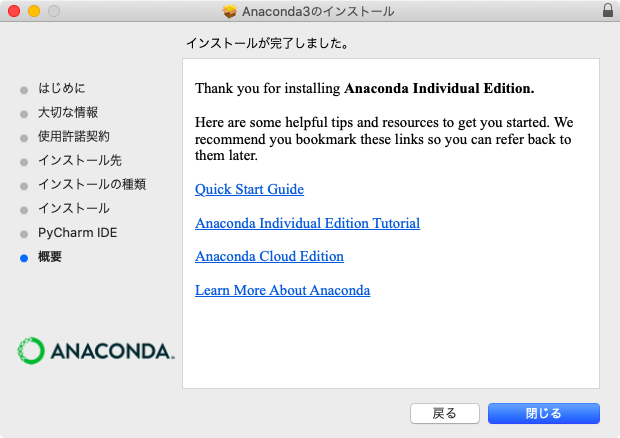 Anaconda3のインストール
インストールが完了しました。
はじめに
大切な情報
使用許諾契約
インストール先
インストールの種類
インストール
PyCharm IDE
概要
Thank you for installing Anaconda Individual Edition.
Here are some helpful tips and resources to get you started. We
recommend you bookmark these links so you can refer back to
them later.
Quick Start Guide
Anaconda Individual Edition Tutorial
Anaconda Cloud Edition
Learn More About Anaconda
ANACONDA
戻る
閉じる